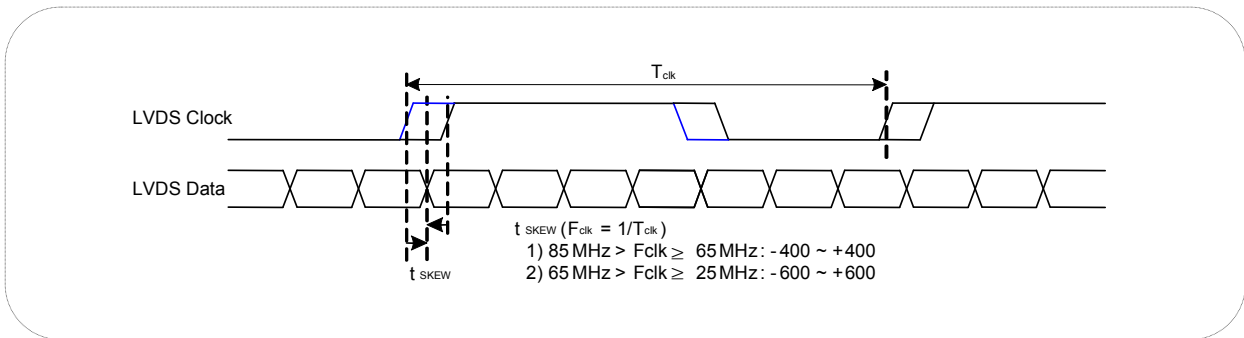 Tclk
LVDS Clock
LVDS Data
t SKEW (Fclk = 1/Tclk)
1) 85 MHz > Fclk ≥ 65 MHz : -400 ~ +400
2) 65 MHz > Fclk ≥ 25 MHz : -600 ~ +600
t SKEW